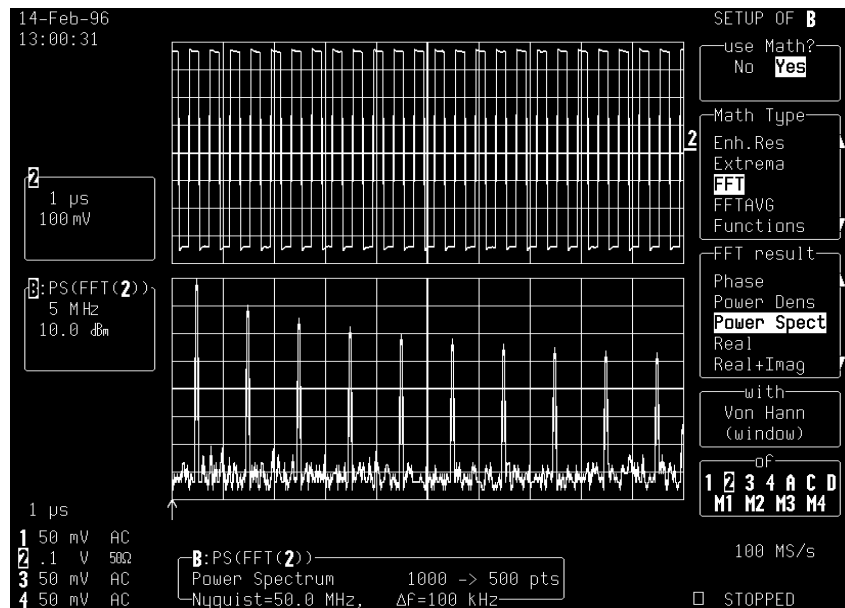 14-Feb-96
13:00:31
SETUP OF B
use Math?
No Yes
Math Type
Enh.Res
Extrema
FFT
FFTAVG
Functions
FFT result
Phase
Power Dens
Power Spect
Real
Real+Imag
with
Von Hann
(window)
of
1 2 3 4 A C D
M1 M2 M3 M4
2
2
1 µs
100 mV
B:PS(FFT(2))
5 MHz
10.0 dBm
1 µs
1 50 mV AC
2 .1 V 50Ω
3 50 mV AC
4 50 mV AC
B:PS(FFT(2))
Power Spectrum 1000 -> 500 pts
Nyquist=50.0 MHz, Δf=100 kHz
100 MS/s
□ STOPPED